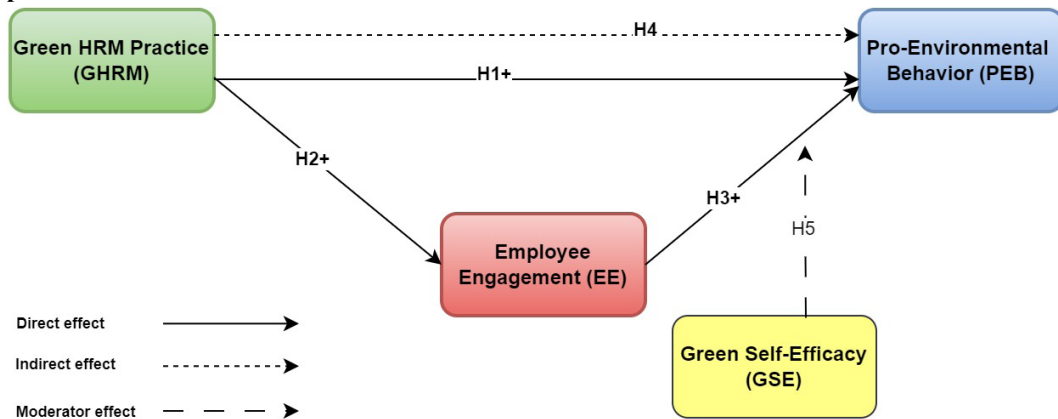 Green HRM Practice
(GHRM)
H4
Pro-Environmental
Behavior (PEB)
H1+
H2+
H3+
H5
Employee
Engagement (EE)
Green Self-Efficacy
(GSE)
Direct effect
Indirect effect
Moderator effect